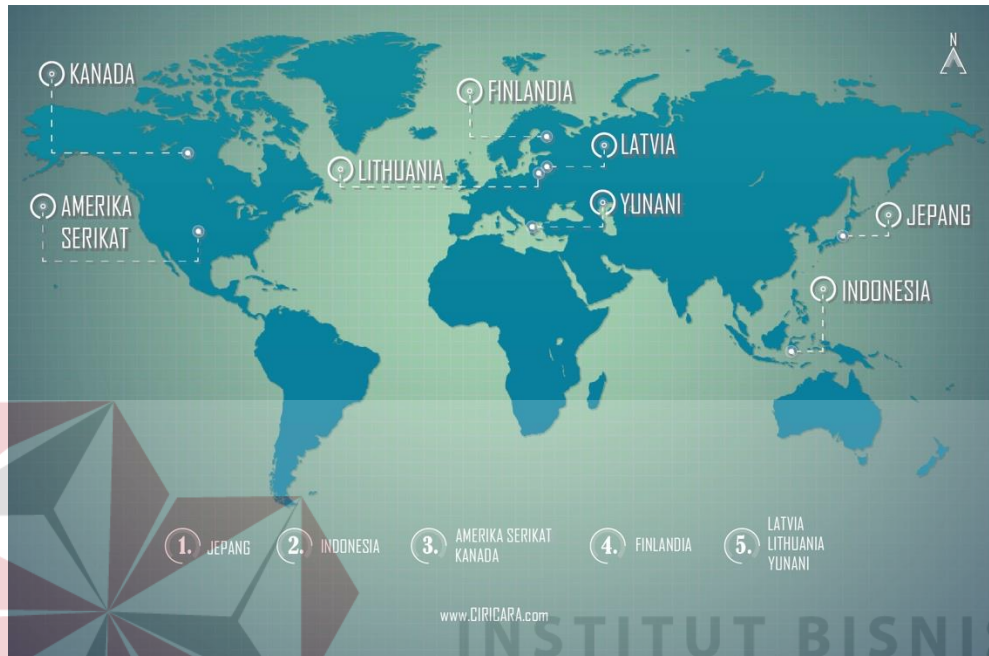 N
KANADA
FINLANDIA
LATVIA
LITHUANIA
AMERIKA
SERIKAT
YUNANI
JEPANG
INDONESIA
1. JEPANG
2. INDONESIA
3. AMERIKA SERIKAT
KANADA
4. FINLANDIA
5. LATVIA
LITHUANIA
YUNANI
www.CIRICARA.com
INSTITUT BISNIS